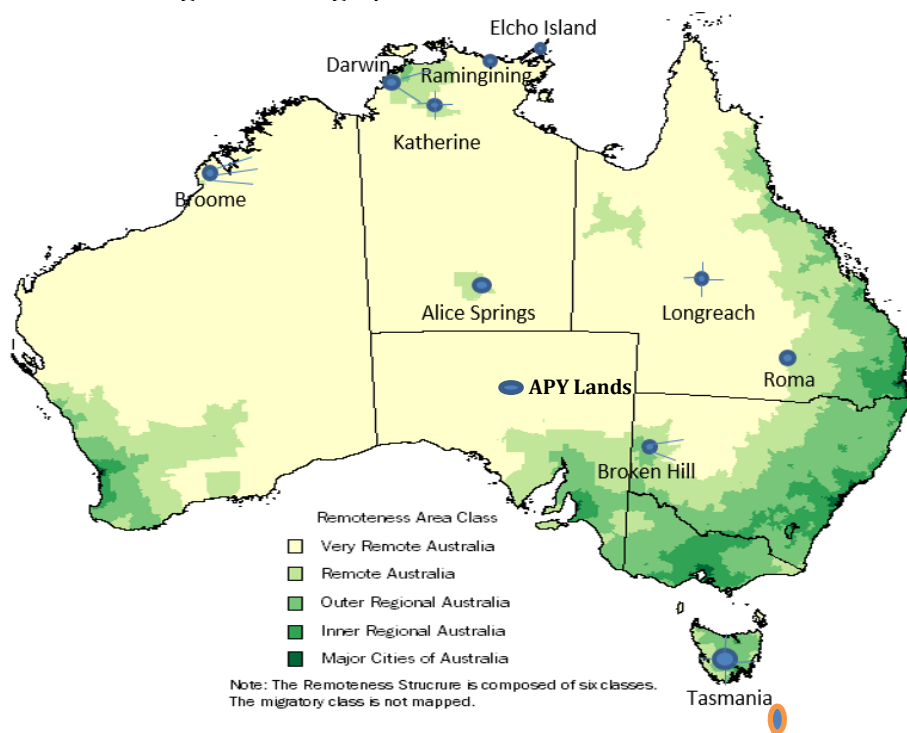 Elcho Island
Darwin
Ramingining
Katherine
Broome
Alice Springs
Longreach
Roma
APY Lands
Broken Hill
Remoteness Area Class
Very Remote Australia
Remote Australia
Outer Regional Australia
Inner Regional Australia
Major Cities of Australia
Note: The Remoteness Strucrure is composed of six classes.
The migratory class is not mapped.
Tasmania